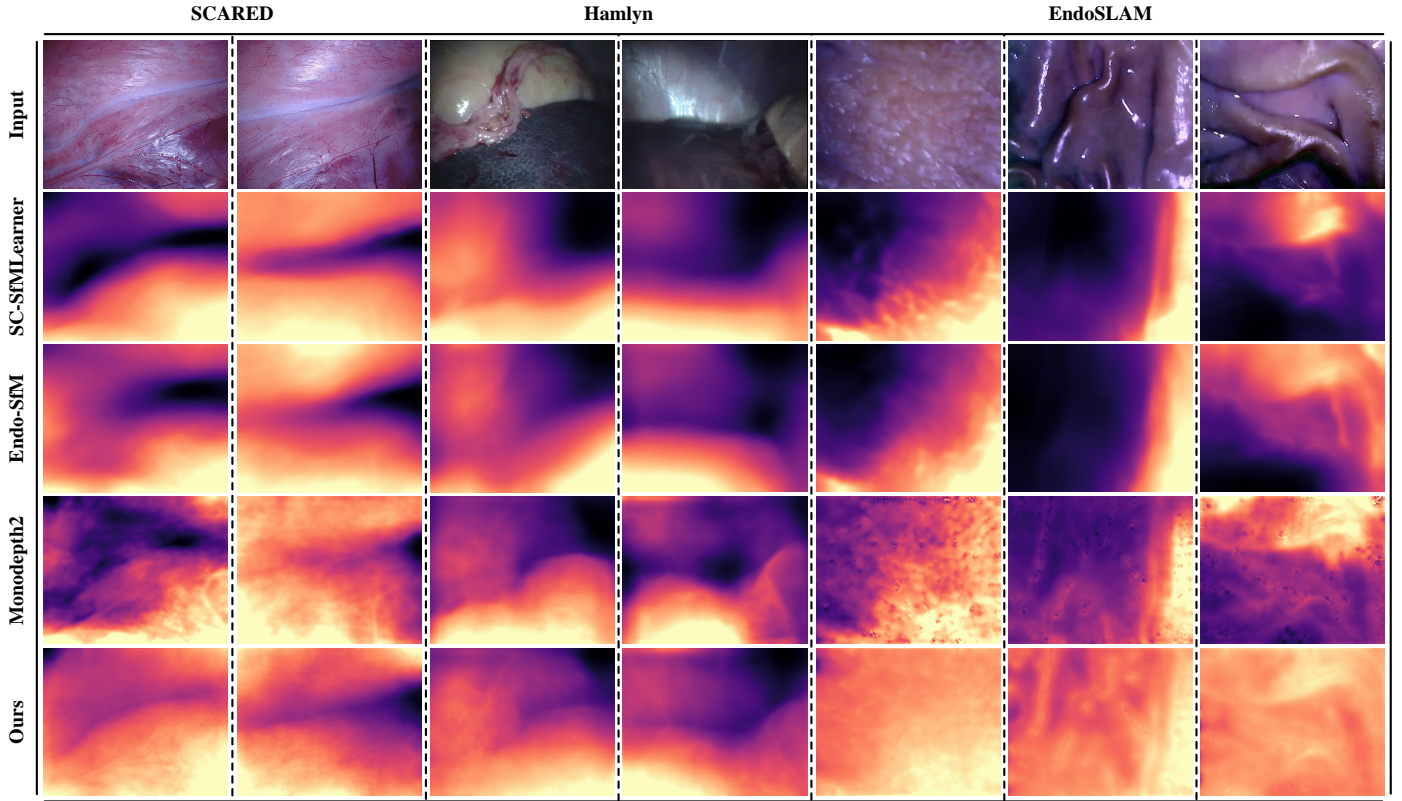 SCARED
Hamlyn
EndoSLAM
Input
SC-SfMLearner
Endo-SfM
Monodepth2
Ours